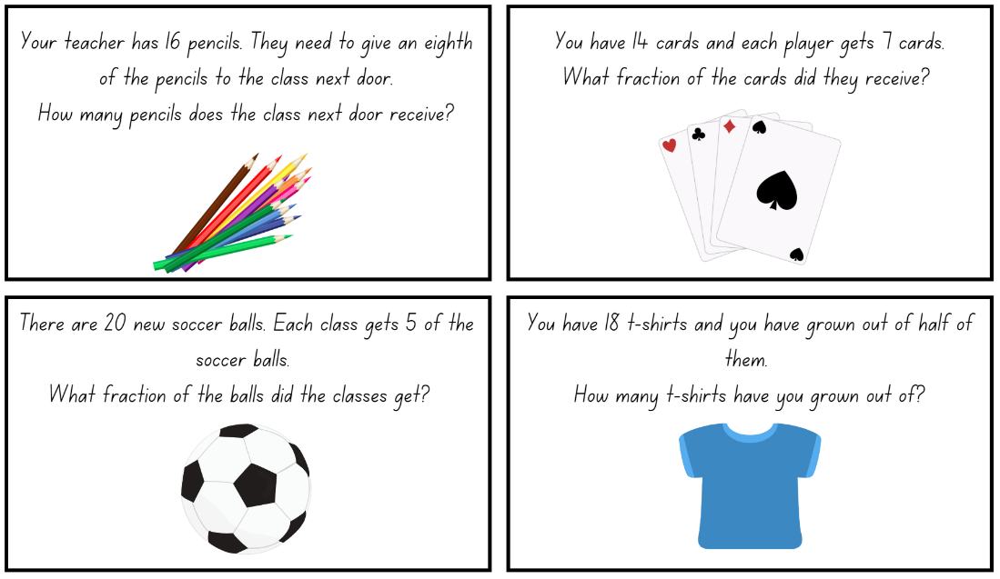 Your teacher has 16 pencils. They need to give an eighth
of the pencils to the class next door.
How many pencils does the class next door receive?
You have 14 cards and each player gets 7 cards.
What fraction of the cards did they receive?
There are 20 new soccer balls. Each class gets 5 of the
soccer balls.
What fraction of the balls did the classes get?
You have 18 t-shirts and you have grown out of half of
them.
How many t-shirts have you grown out of?